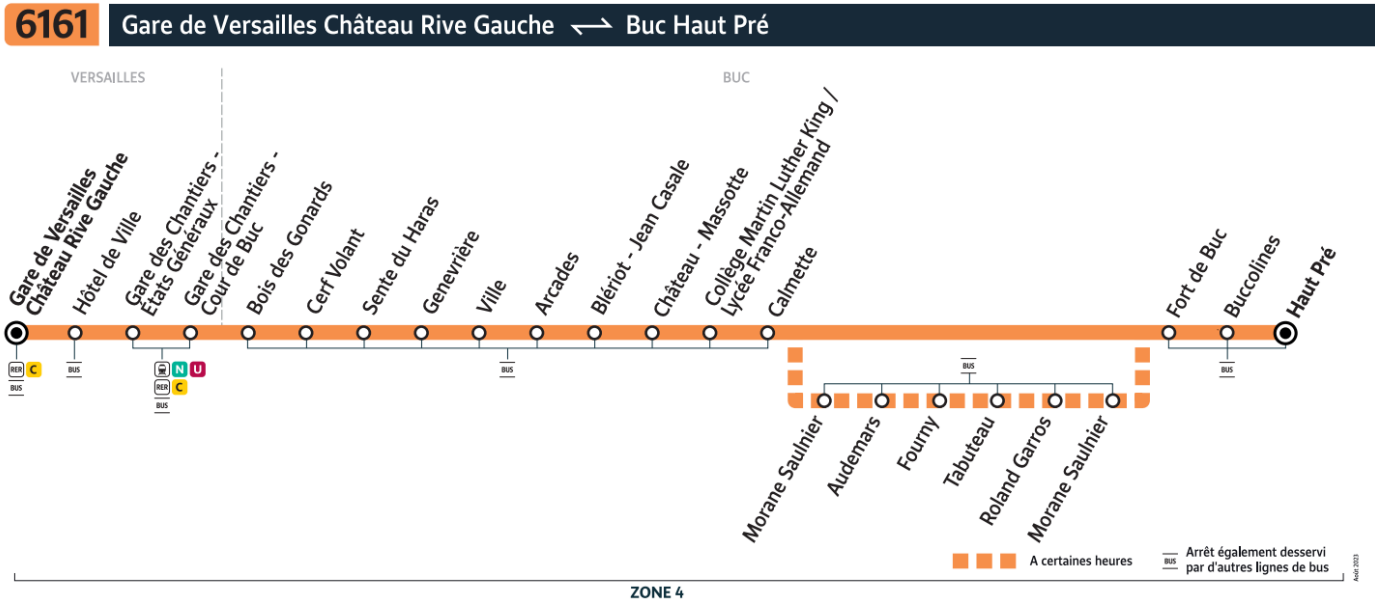 6161 Gare de Versailles Château Rive Gauche Buc Haut Pré
VERSAILLES
BUC
Gare de Versailles
Château Rive Gauche
Hôtel de Ville
Gare des Chantiers -
États Généraux
Gare des Chantiers -
Cour de Buc
Bois des Gonards
Cerf Volant
Sente du Haras
Genevrière
Ville
Arcades
Blériot - Jean Casale
Château - Massotte
Collège Martin Luther King /
Lycée Franco-Allemand
Calmette
Fort de Buc
Buccolines
Haut Pré
RER C
BUS
BUS
N U
RER C
BUS
BUS
BUS
BUS
Morane Saulnier
Audemars
Fourny
Tabuteau
Roland Garros
Morane Saulnier
A certaines heures
BUS
Arrêt également desservi
par d'autres lignes de bus
Août 2023
ZONE 4